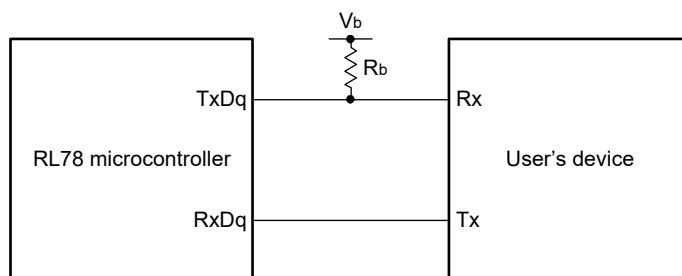 Vb
Rb
TxDq
Rx
RL78 microcontroller
User’s device
RxDq
Tx